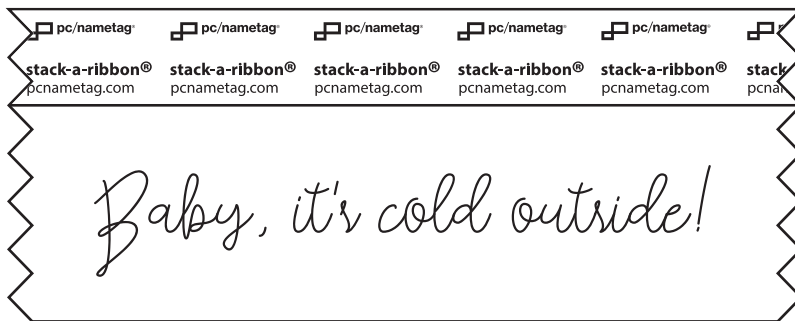 pc/nametag® pc/nametag® pc/nametag® pc/nametag® pc/nametag®
stack-a-ribbon® stack-a-ribbon® stack-a-ribbon® stack-a-ribbon® stack-a-ribbon® stack
pcnametag.com pcnametag.com pcnametag.com pcnametag.com pcnametag.com
Baby, it's cold outside!